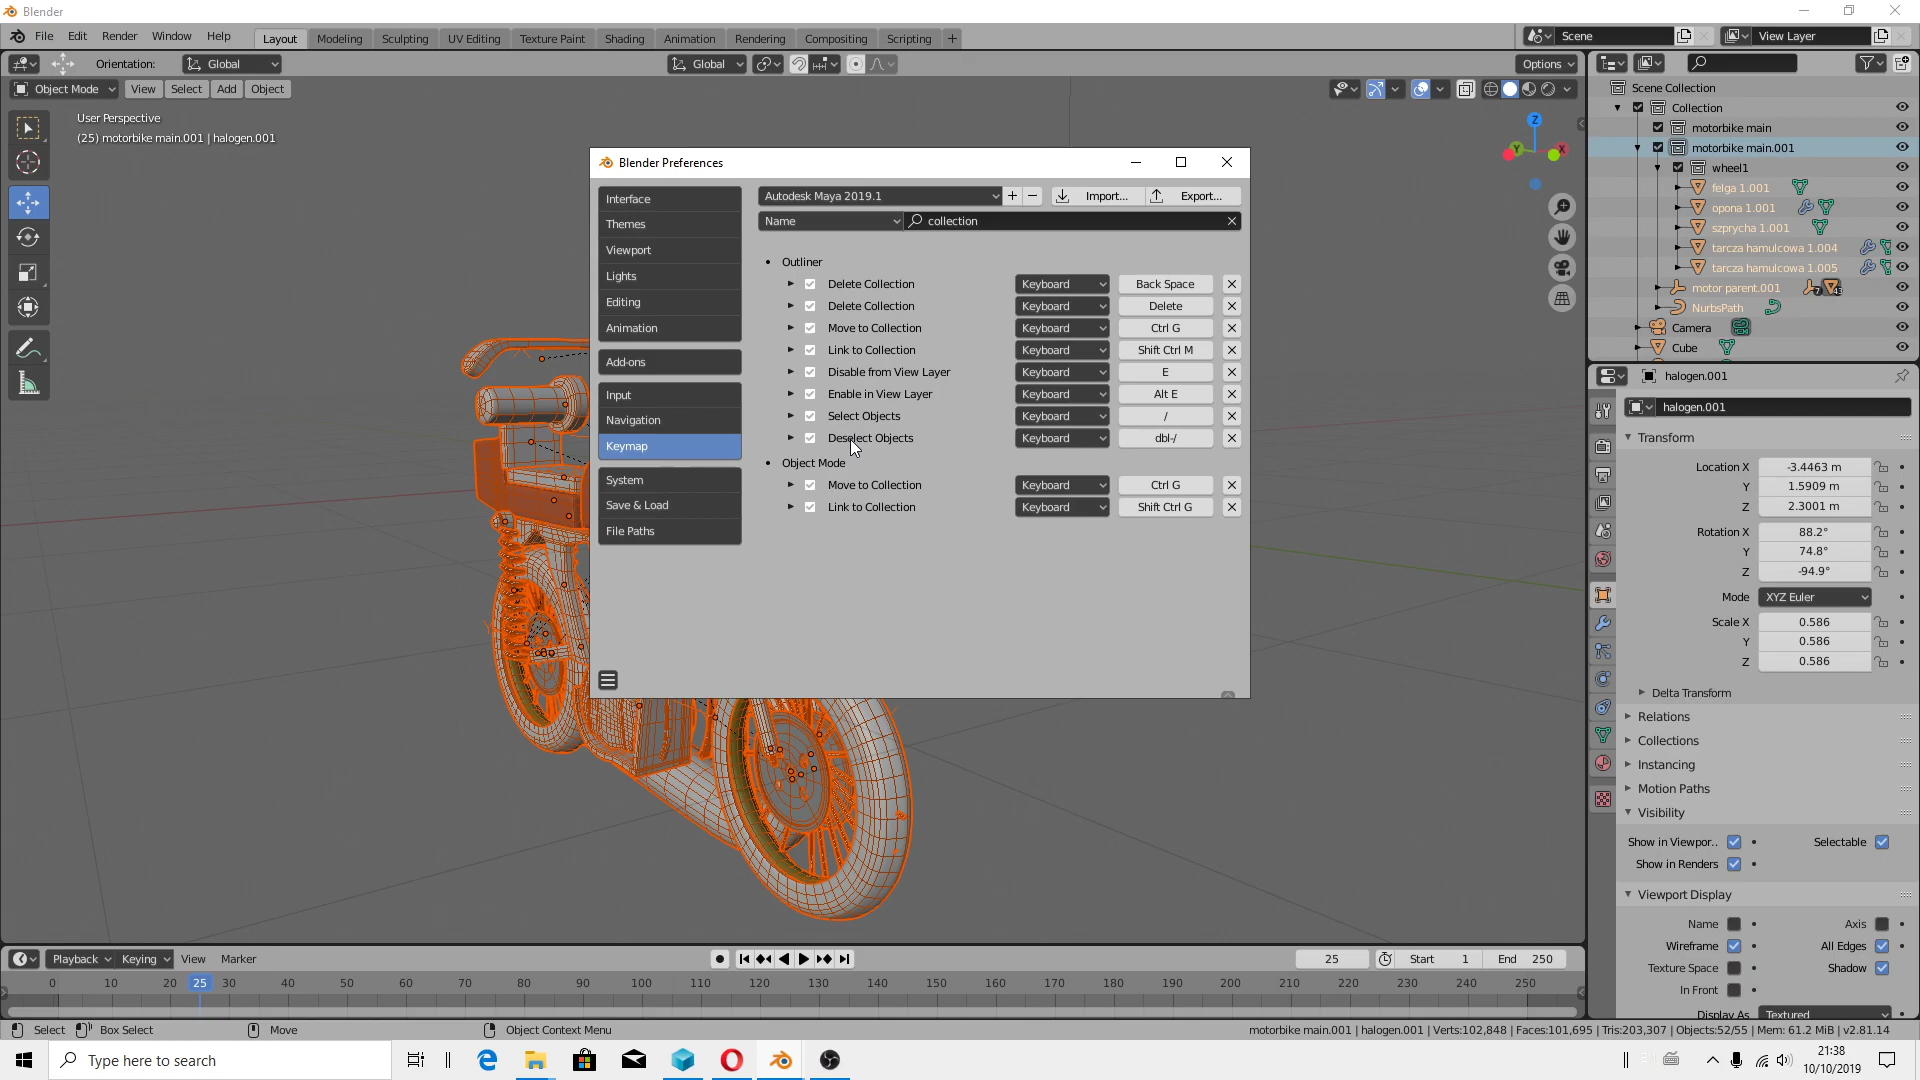 Blender
File Edit Render Window Help Layout Modeling Sculpting UV Editing Texture Paint Shading Animation Rendering Compositing Scripting + Scene View Layer
Orientation: Global Global Options
Object Mode View Select Add Object
User Perspective
(25) motorbike main.001 | halogen.001
Z
Y
X
Scene Collection
Collection
motorbike main
motorbike main.001
wheel1
felga 1.001
opona 1.001
szprycha 1.001
tarcza hamulcowa 1.004
tarcza hamulcowa 1.005
motor parent.001 7 43
NurbsPath
Camera
Cube
Blender Preferences
Interface
Themes
Viewport
Lights
Editing
Animation
Add-ons
Input
Navigation
Keymap
System
Save & Load
File Paths
Autodesk Maya 2019.1 + − Import... Export...
Name collection
Outliner
Delete Collection Keyboard Back Space
Delete Collection Keyboard Delete
Move to Collection Keyboard Ctrl G
Link to Collection Keyboard Shift Ctrl M
Disable from View Layer Keyboard E
Enable in View Layer Keyboard Alt E
Select Objects Keyboard /
Deselect Objects Keyboard dbl-/
Object Mode
Move to Collection Keyboard Ctrl G
Link to Collection Keyboard Shift Ctrl G
halogen.001
halogen.001
Transform
Location X -3.4463 m
Y 1.5909 m
Z 2.3001 m
Rotation X 88.2°
Y 74.8°
Z -94.9°
Mode XYZ Euler
Scale X 0.586
Y 0.586
Z 0.586
Delta Transform
Relations
Collections
Instancing
Motion Paths
Visibility
Show in Viewpor.. Selectable
Show in Renders
Viewport Display
Name Axis
Wireframe All Edges
Texture Space Shadow
In Front
Display As Textured
Playback Keying View Marker 25 Start 1 End 250
0 10 20 25 30 40 50 60 70 80 90 100 110 120 130 140 150 160 170 180 190 200 210 220 230 240 250
Select Box Select Move Object Context Menu motorbike main.001 | halogen.001 | Verts:102,848 | Faces:101,695 | Tris:203,307 | Objects:52/55 | Mem: 61.2 MiB | v2.81.14
Type here to search
21:38
10/10/2019